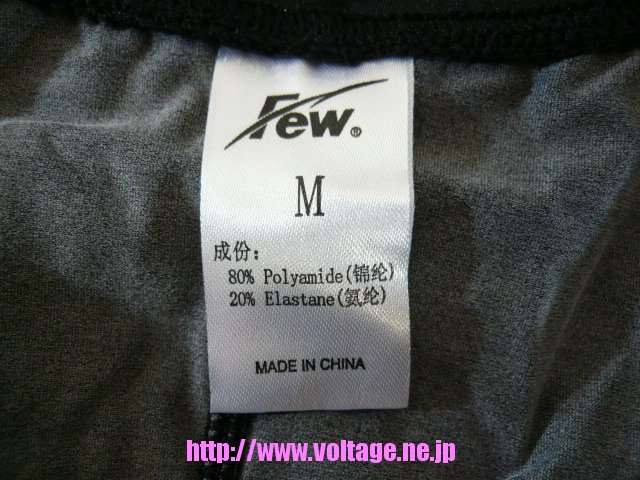 Few®
M
成份:
80% Polyamide(锦纶)
20% Elastane(氨纶)
MADE IN CHINA
http://www.voltage.ne.jp